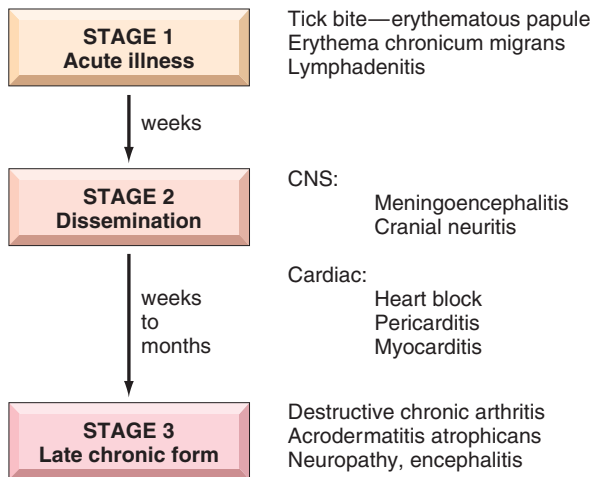 STAGE 1
Acute illness
Tick bite—erythematous papule
Erythema chronicum migrans
Lymphadenitis
weeks
STAGE 2
Dissemination
CNS:
Meningoencephalitis
Cranial neuritis
Cardiac:
Heart block
Pericarditis
Myocarditis
weeks
to
months
STAGE 3
Late chronic form
Destructive chronic arthritis
Acrodermatitis atrophicans
Neuropathy, encephalitis